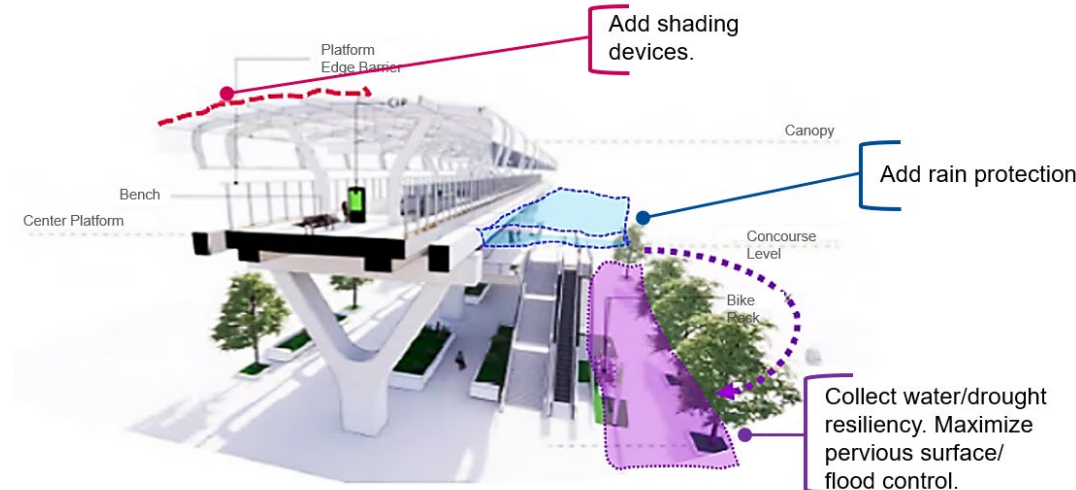 Add shading
devices.
Platform
Edge Barrier
CIP
Canopy
Add rain protection
Bench
Center Platform
Concourse
Level
Bike
Rack
Collect water/drought
resiliency. Maximize
pervious surface/
flood control.